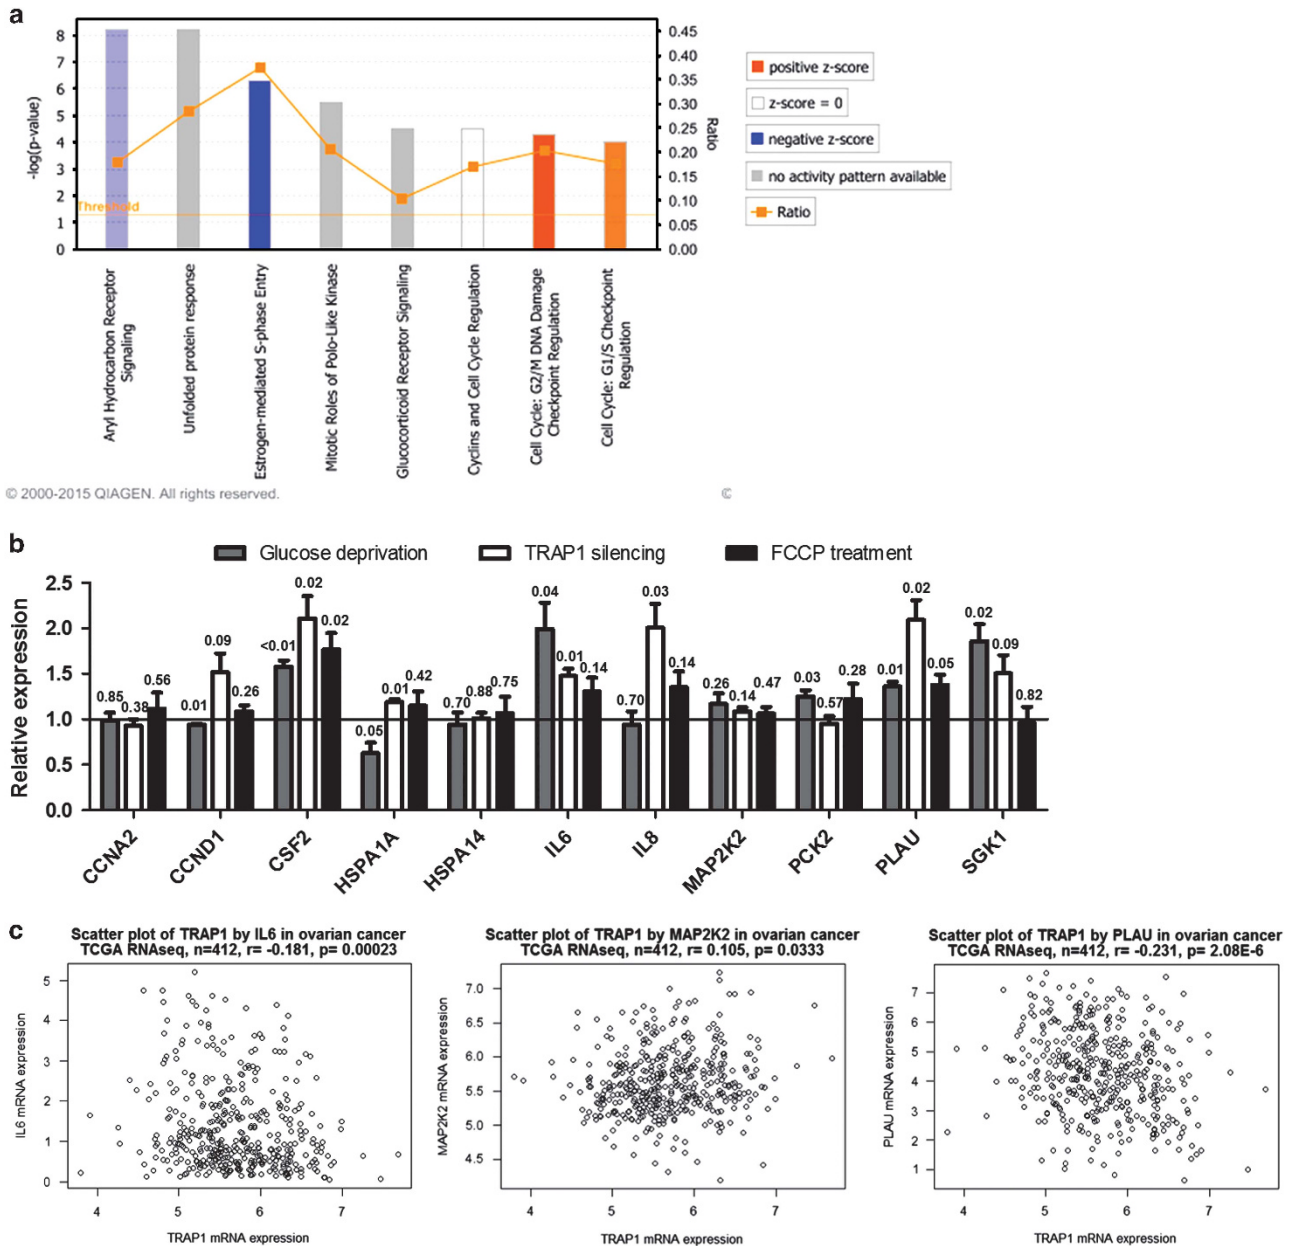 a
8
7
6
5
4
3
2
1
0
-log(p-value)
Threshold
0.45
0.40
0.35
0.30
0.25
0.20
0.15
0.10
0.05
0.00
Ratio
positive z-score
z-score = 0
negative z-score
no activity pattern available
Ratio
Aryl Hydrocarbon Receptor
Signaling
Unfolded protein response
Estrogen-mediated S-phase Entry
Mitotic Roles of Polo-Like Kinase
Glucocorticoid Receptor Signaling
Cyclins and Cell Cycle Regulation
Cell Cycle: G2/M DNA Damage
Checkpoint Regulation
Cell Cycle: G1/S Checkpoint
Regulation
© 2000-2015 QIAGEN. All rights reserved.
©
b
Glucose deprivation
TRAP1 silencing
FCCP treatment
Relative expression
2.5
2.0
1.5
1.0
0.5
0.0
0.85 0.38 0.56
0.01 0.09 0.26
<0.01 0.02 0.02
0.05 0.01 0.42
0.70 0.88 0.75
0.04 0.01 0.14
0.70 0.03 0.14
0.26 0.14 0.47
0.03 0.57 0.28
0.01 0.02 0.05
0.02 0.09 0.82
CCNA2
CCND1
CSF2
HSPA1A
HSPA14
IL6
IL8
MAP2K2
PCK2
PLAU
SGK1
c
Scatter plot of TRAP1 by IL6 in ovarian cancer
TCGA RNAseq, n=412, r= -0.181, p= 0.00023
IL6 mRNA expression
5
4
3
2
1
0
4 5 6 7
TRAP1 mRNA expression
Scatter plot of TRAP1 by MAP2K2 in ovarian cancer
TCGA RNAseq, n=412, r= 0.105, p= 0.0333
MAP2K2 mRNA expression
7.0
6.5
6.0
5.5
5.0
4.5
4 5 6 7
TRAP1 mRNA expression
Scatter plot of TRAP1 by PLAU in ovarian cancer
TCGA RNAseq, n=412, r= -0.231, p= 2.08E-6
PLAU mRNA expression
7
6
5
4
3
2
1
4 5 6 7
TRAP1 mRNA expression